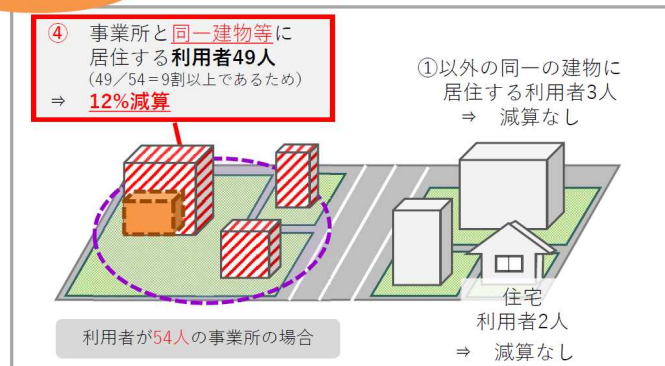 ④ 事業所と同一建物等に
居住する利用者49人
(49／54＝9割以上であるため)
⇒ 12%減算
①以外の同一の建物に
居住する利用者3人
⇒ 減算なし
住宅
利用者2人
⇒ 減算なし
利用者が54人の事業所の場合